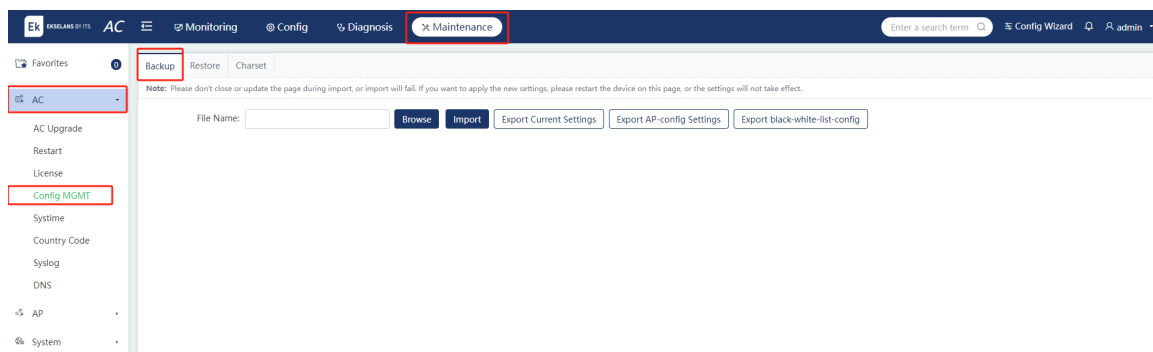 Ek EKSELANS BY ITS AC Monitoring Config Diagnosis Maintenance Enter a search term Config Wizard admin
Favorites 0
Backup Restore Charset
Note: Please don't close or update the page during import, or import will fail. If you want to apply the new settings, please restart the device on this page, or the settings will not take effect.
AC
File Name: Browse Import Export Current Settings Export AP-config Settings Export black-white-list-config
AC Upgrade
Restart
License
Config MGMT
Systime
Country Code
Syslog
DNS
AP
System